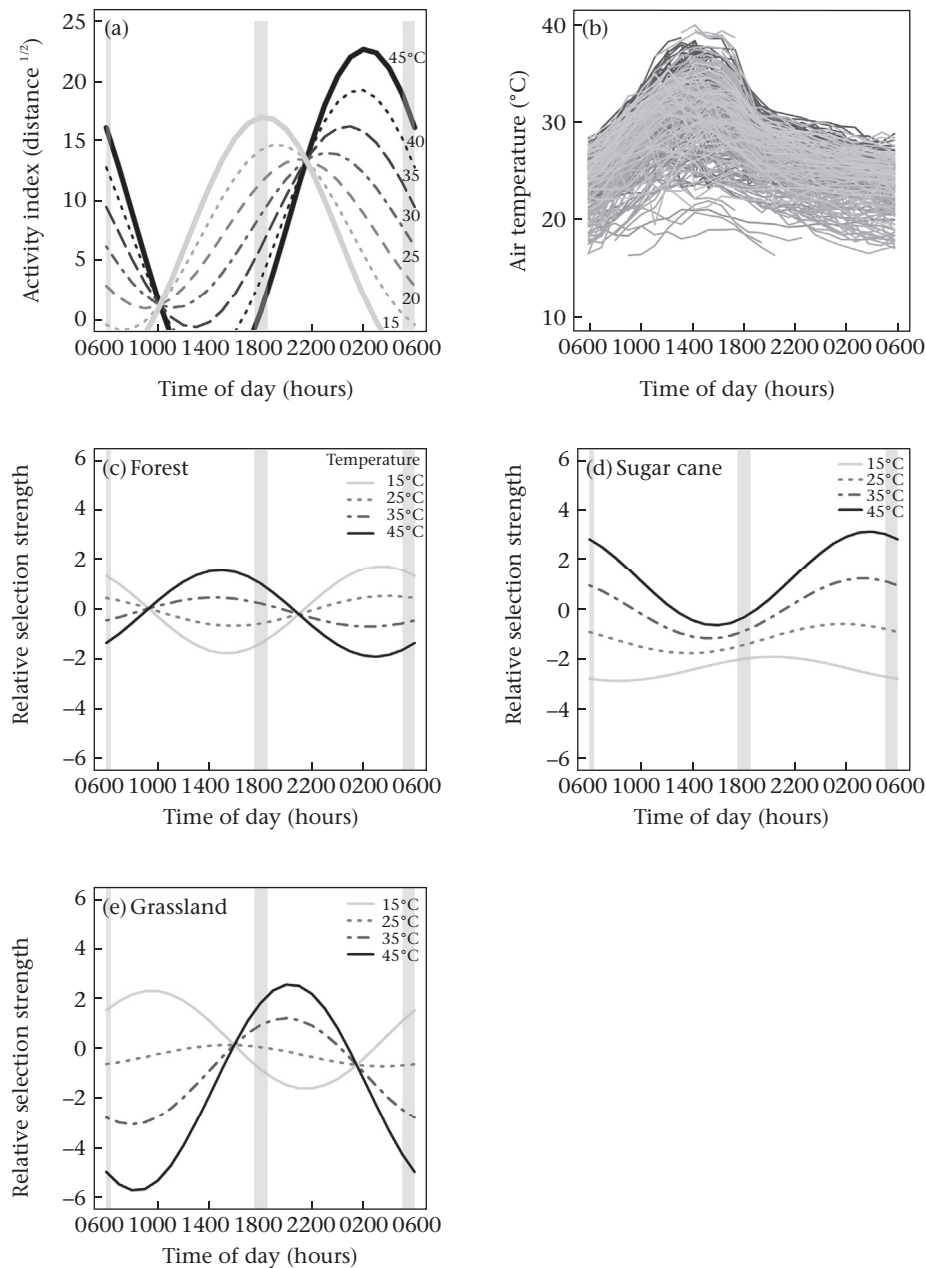 (a)
Activity index (distance 1/2)
25
20
15
10
5
0
45°C
40
35
30
25
20
15
0600 1000 1400 1800 2200 0200 0600
Time of day (hours)
(b)
Air temperature (°C)
40
30
20
10
0600 1000 1400 1800 2200 0200 0600
Time of day (hours)
(c) Forest
Relative selection strength
6
4
2
0
–2
–4
–6
Temperature
15°C
25°C
35°C
45°C
0600 1000 1400 1800 2200 0200 0600
Time of day (hours)
(d) Sugar cane
Relative selection strength
6
4
2
0
–2
–4
–6
15°C
25°C
35°C
45°C
0600 1000 1400 1800 2200 0200 0600
Time of day (hours)
(e) Grassland
Relative selection strength
6
4
2
0
–2
–4
–6
15°C
25°C
35°C
45°C
0600 1000 1400 1800 2200 0200 0600
Time of day (hours)